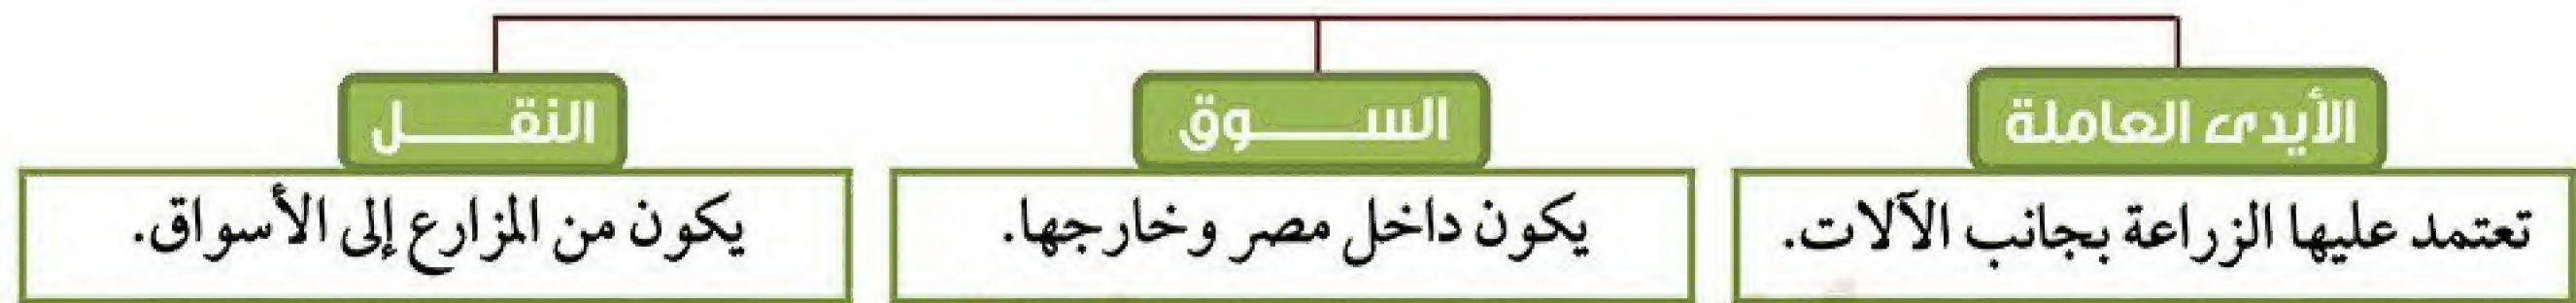 الأيدى العاملة
تعتمد عليها الزراعة بجانب الآلات.
السوق
يكون داخل مصر وخارجها.
النقل
يكون من المزارع إلى الأسواق.